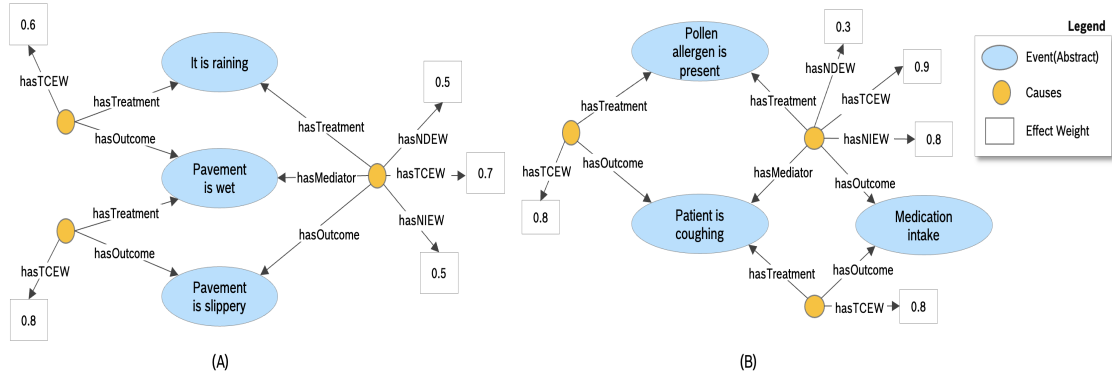 0.6
hasTCEW
It is raining
hasTreatment
hasOutcome
Pavement
is wet
hasTreatment
hasOutcome
hasTCEW
0.8
Pavement
is slippery
hasTreatment
hasMediator
hasOutcome
0.5
hasNDEW
hasTCEW
0.7
hasNIEW
0.5
(A)
Pollen
allergen is
present
hasTreatment
hasOutcome
hasTCEW
0.8
Patient is
coughing
0.3
hasNDEW
0.9
hasTCEW
hasTreatment
hasNIEW
0.8
hasMediator
hasOutcome
Medication
intake
hasTreatment
hasOutcome
hasTCEW
0.8
(B)
Legend
Event(Abstract)
Causes
Effect Weight